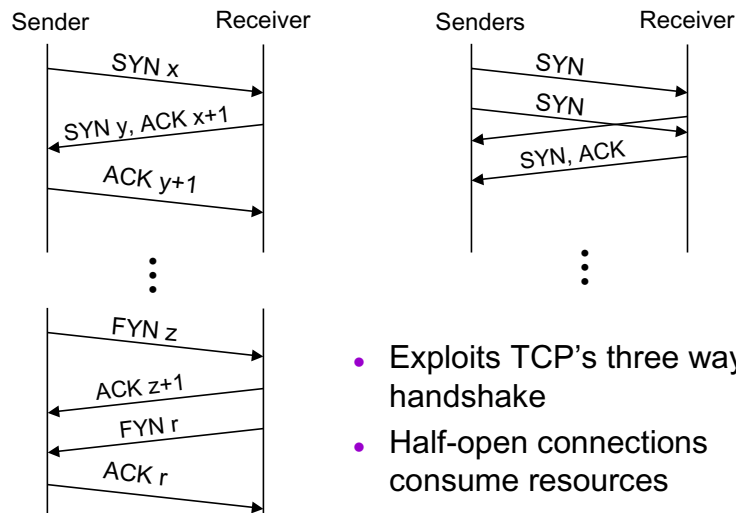 Sender
Receiver
SYN x
SYN y, ACK x+1
ACK y+1
FYN z
ACK z+1
FYN r
ACK r
Senders
Receiver
SYN
SYN
SYN, ACK
• Exploits TCP's three way
handshake
• Half-open connections
consume resources